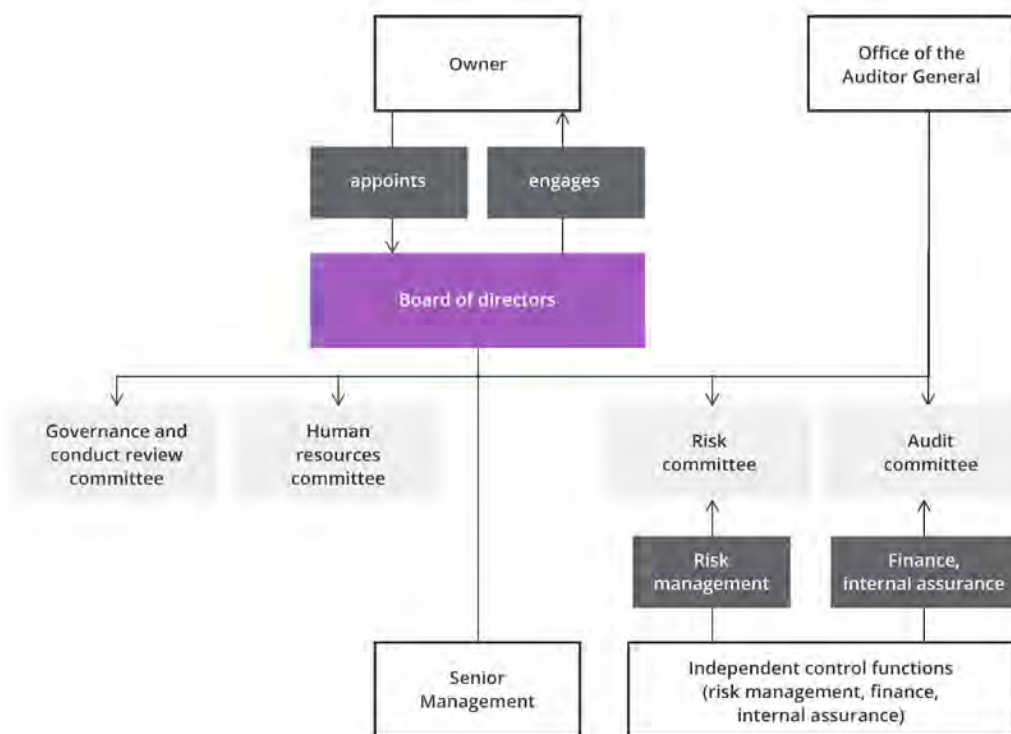 Owner
Office of the
Auditor General
appoints
engages
Board of directors
Governance and
conduct review
committee
Human
resources
committee
Risk
committee
Audit
committee
Risk
management
Finance,
internal assurance
Senior
Management
Independent control functions
(risk management, finance,
internal assurance)